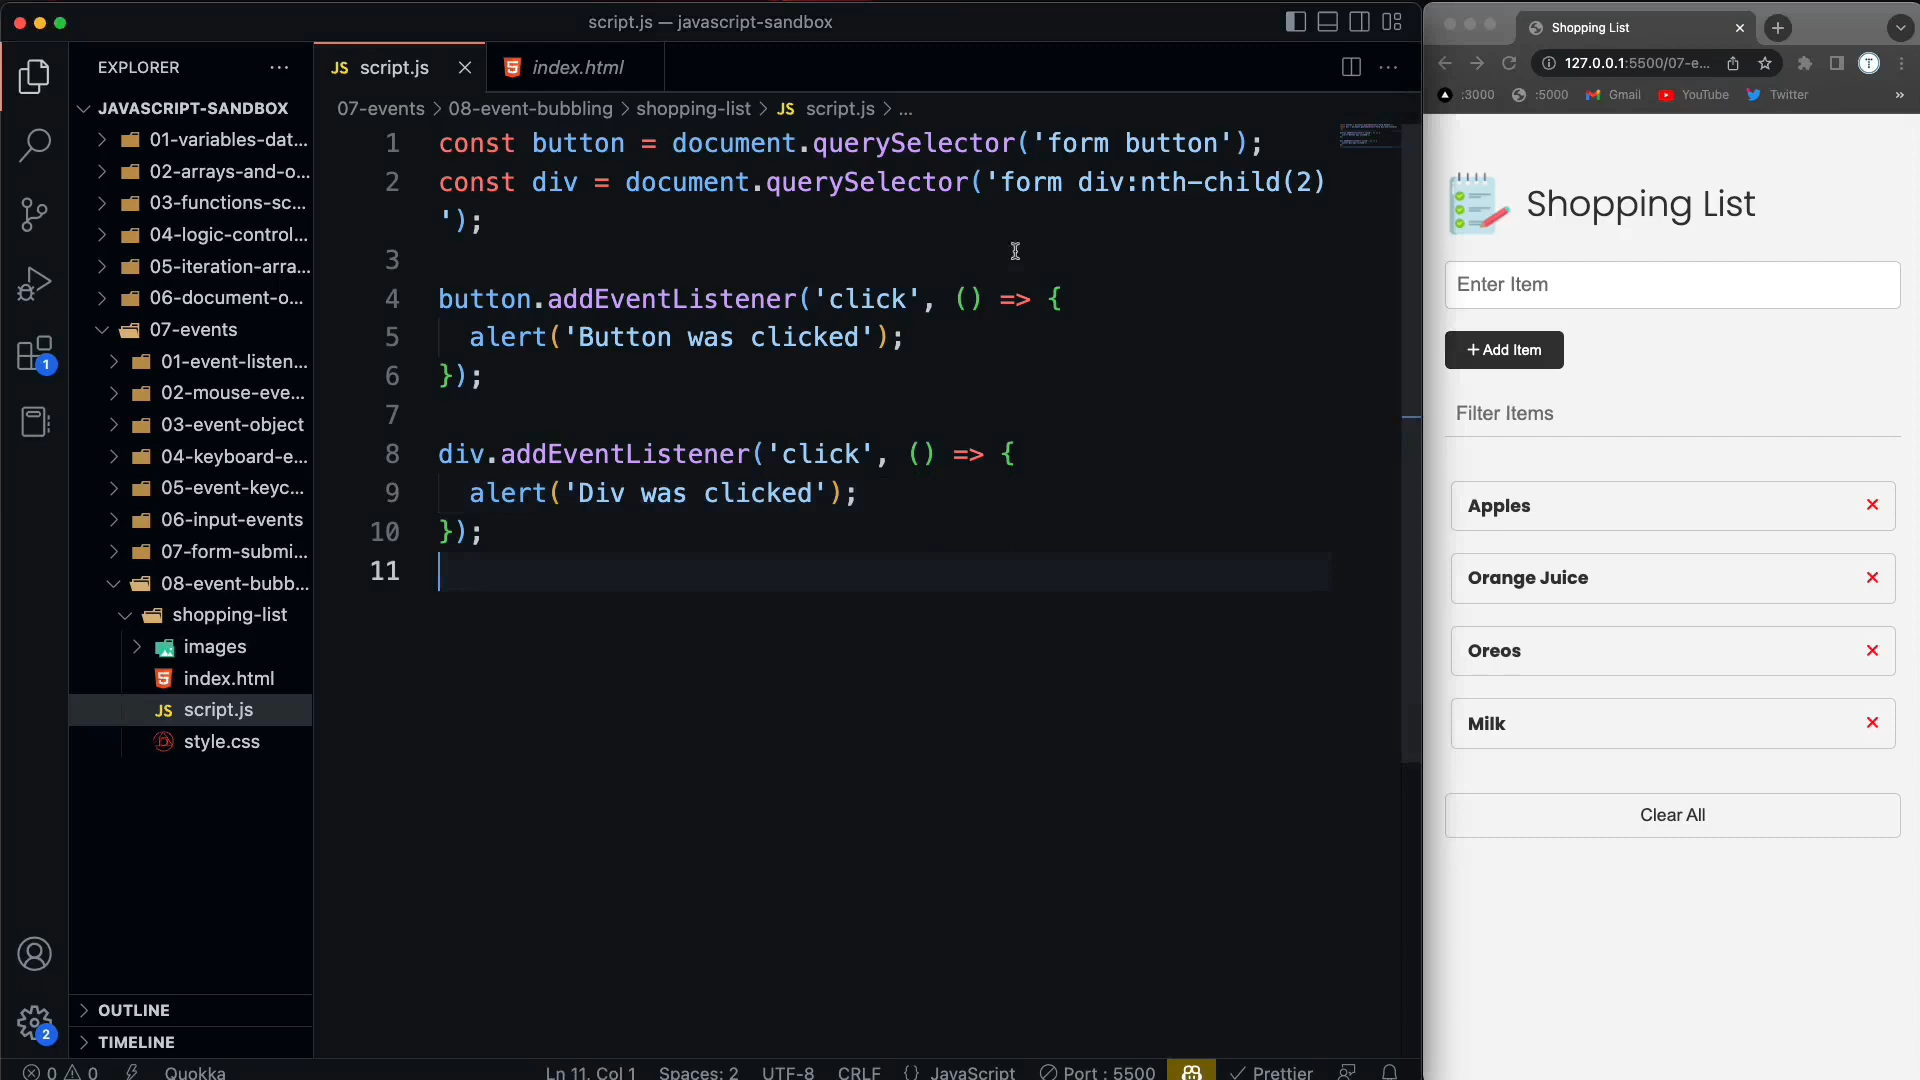 script.js — javascript-sandbox
EXPLORER
JAVASCRIPT-SANDBOX
01-variables-dat...
02-arrays-and-o...
03-functions-sc...
04-logic-control...
05-iteration-arra...
06-document-o...
07-events
01-event-listen...
02-mouse-eve...
03-event-object
04-keyboard-e...
05-event-keyc...
06-input-events
07-form-submi...
08-event-bubb...
shopping-list
images
index.html
JS script.js
style.css
OUTLINE
TIMELINE
1
2
JS script.js
index.html
07-events > 08-event-bubbling > shopping-list > JS script.js > ...
1 const button = document.querySelector('form button');
2 const div = document.querySelector('form div:nth-child(2)
');
3
4 button.addEventListener('click', () => {
5 alert('Button was clicked');
6 });
7
8 div.addEventListener('click', () => {
9 alert('Div was clicked');
10 });
11
0 0 Quokka Ln 11, Col 1 Spaces: 2 UTF-8 CRLF {} JavaScript Port : 5500 Prettier
Shopping List
127.0.0.1:5500/07-e...
T
:3000 :5000 Gmail YouTube Twitter »
Shopping List
Enter Item
+ Add Item
Filter Items
Apples
Orange Juice
Oreos
Milk
Clear All